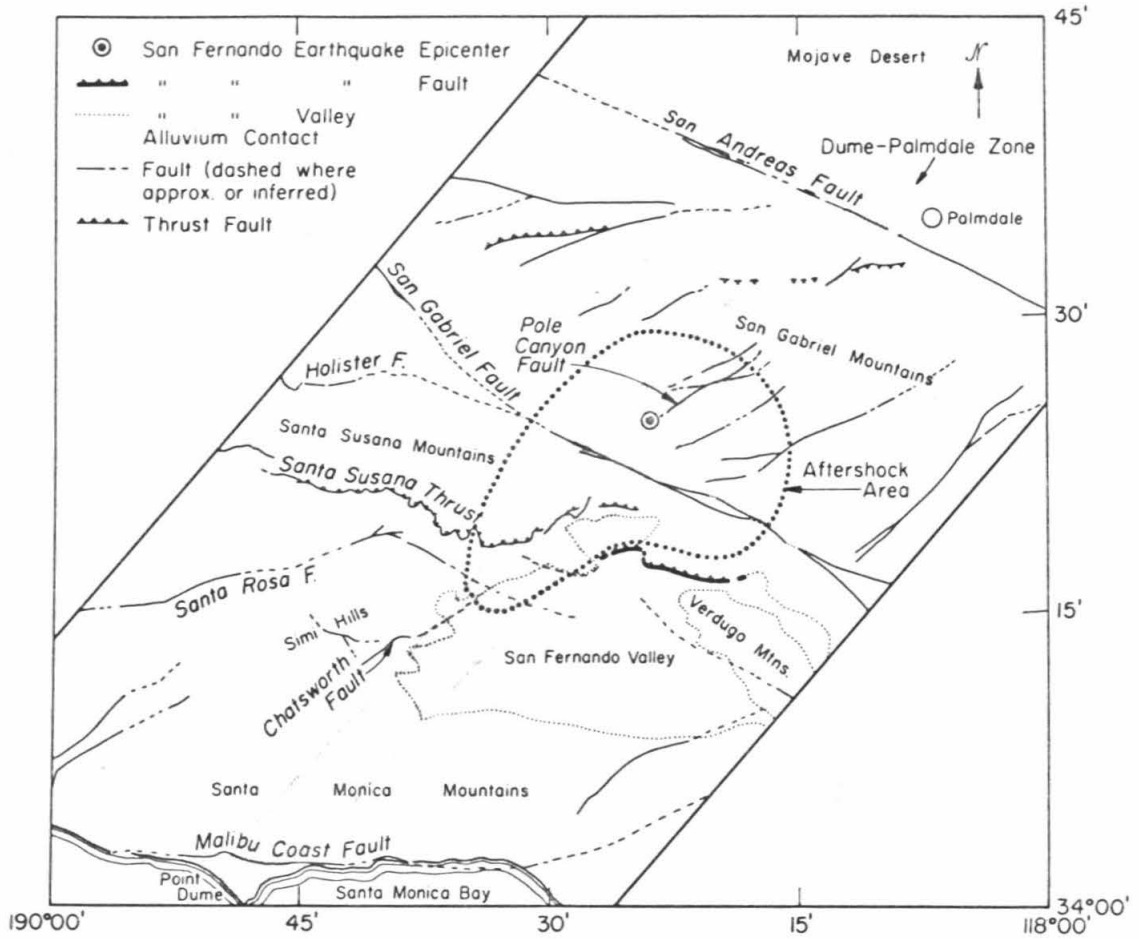 San Fernando Earthquake Epicenter
" " " Fault
" " Valley
Alluvium Contact
Fault (dashed where
approx. or inferred)
Thrust Fault
45'
Mojave Desert
N
San Andreas Fault
Dume-Palmdale Zone
Palmdale
30'
San Gabriel Fault
Pole
Canyon
Fault
San Gabriel Mountains
Holister F.
Santa Susana Mountains
Santa Susana Thrust
Aftershock
Area
Santa Rosa F.
15'
Simi Hills
Verdugo Mtns.
San Fernando Valley
Chatsworth
Fault
Santa Monica Mountains
Malibu Coast Fault
Point
Dume
Santa Monica Bay
34°00'
190°00'
45'
30'
15'
118°00'